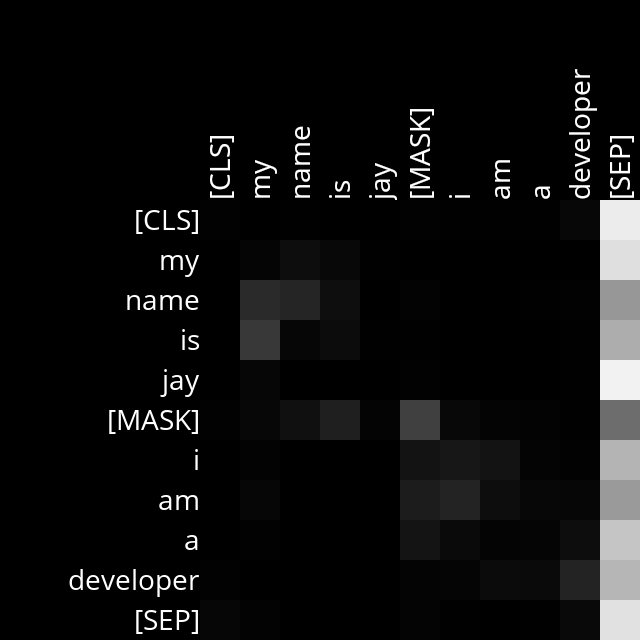 [CLS]
my
name
is
jay
[MASK]
i
am
a
developer
[SEP]
[CLS]
my
name
is
jay
[MASK]
i
am
a
developer
[SEP]